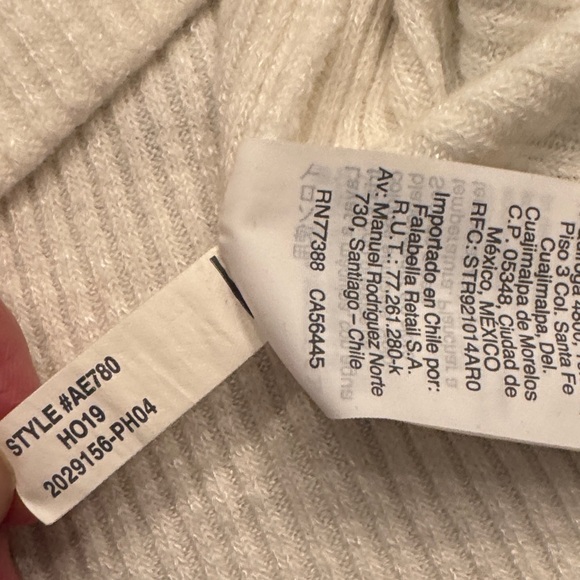 STYLE #AE780
HO19
2029156-PH04
Piso 3 Col. Santa Fe
Cuajimalpa, Del.
Cuajimalpa de Morelos
C.P. 05348, Ciudad de
México, MEXICO
RFC: STR921014AR0
Importado en Chile por:
Falabella Retail S.A.
R.U.T.: 77.261.280-k
Av: Manuel Rodriguez Norte
730, Santiago – Chile.
RN77388 CA56445